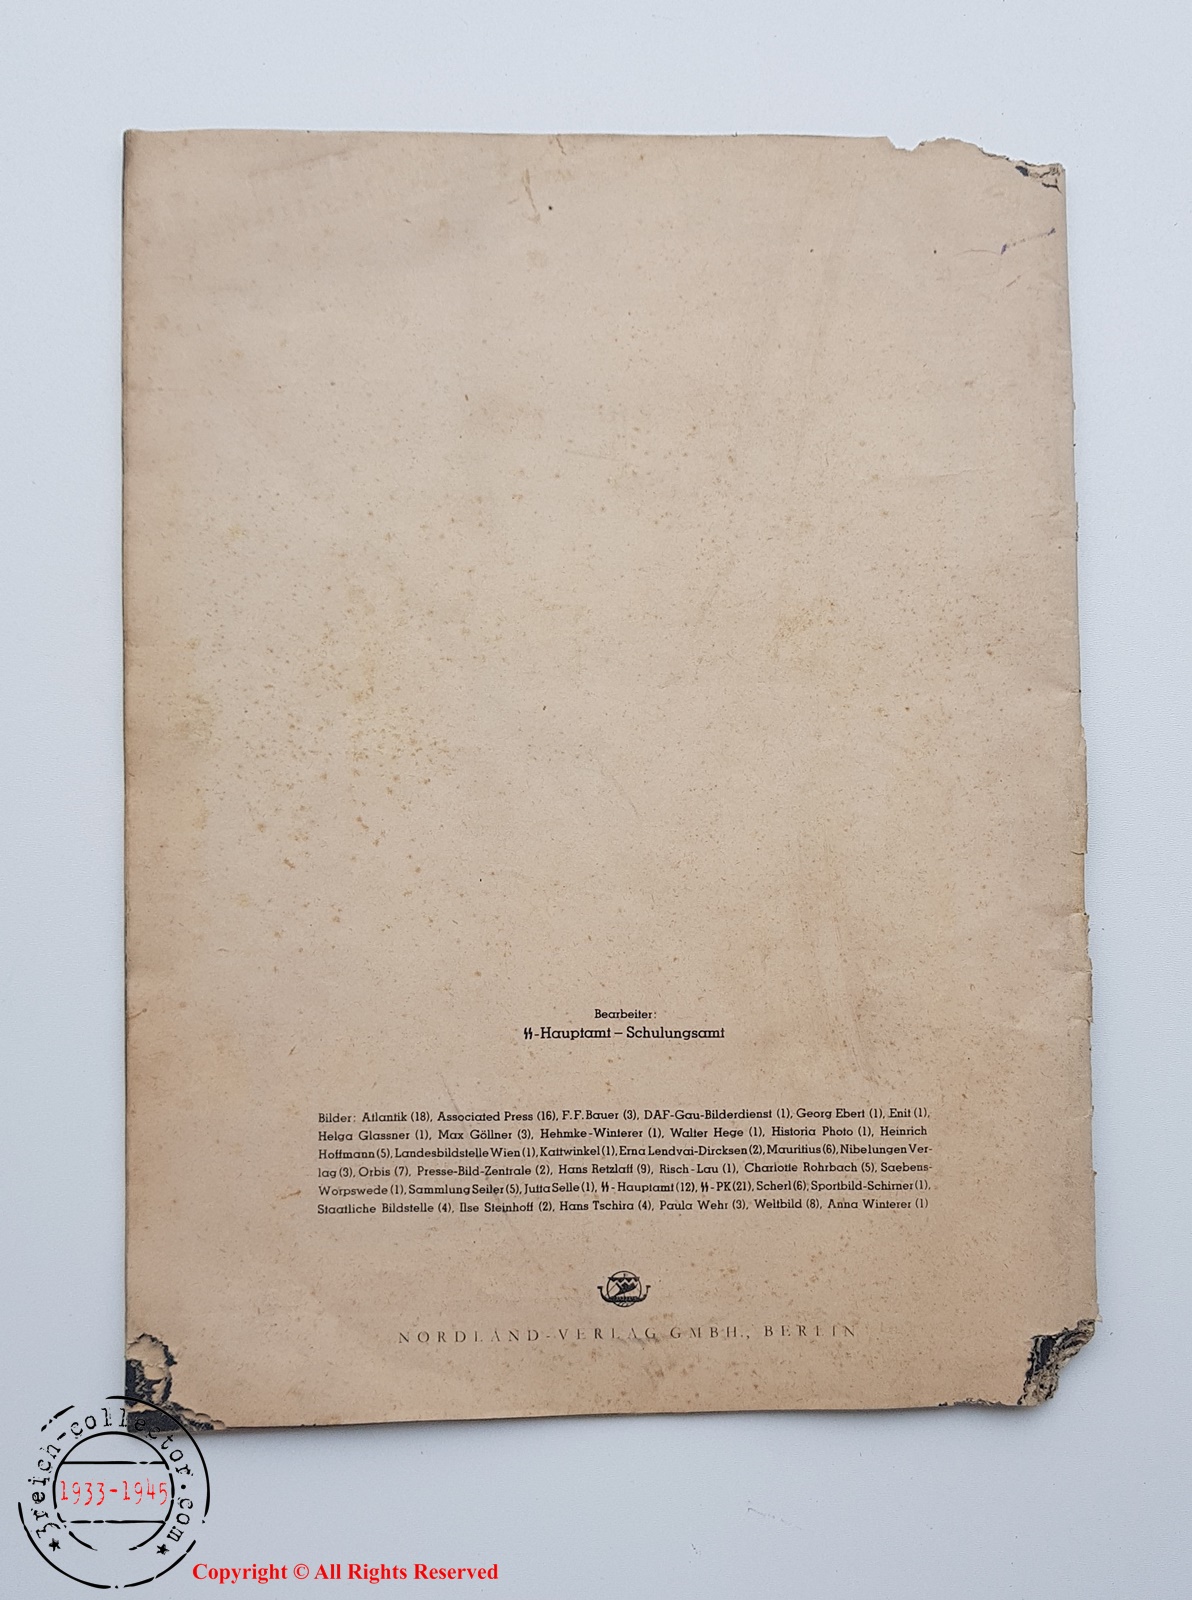 Bearbeiter:
SS-Hauptamt – Schulungsamt
Bilder: Atlantik (18), Associated Press (16), F. F. Bauer (3), DAF-Gau-Bilderdienst (1), Georg Ebert (1), Enit (1),
Helga Glassner (1), Max Göllner (3), Hehmke-Winterer (1), Walter Hege (1), Historia Photo (1), Heinrich
Hoffmann (5), Landesbildstelle Wien (1), Kattwinkel (1), Erna Lendvai-Dircksen (2), Mauritius (6), Nibelungen Ver-
lag (3), Orbis (7), Presse-Bild-Zentrale (2), Hans Retzlaff (9), Risch-Lau (1), Charlotte Rohrbach (5), Saebens-
Worpswede (1), Sammlung Seiler (5), Jutta Selle (1), SS-Hauptamt (12), SS-PK (21), Scherl (6), Sportbild-Schirner (1),
Staatliche Bildstelle (4), Ilse Steinhoff (2), Hans Tschira (4), Paula Wehr (3), Weltbild (8), Anna Winterer (1)
NORDLAND-VERLAG GMBH., BERLIN
3reich-collector.com
1933-1945
Copyright © All Rights Reserved